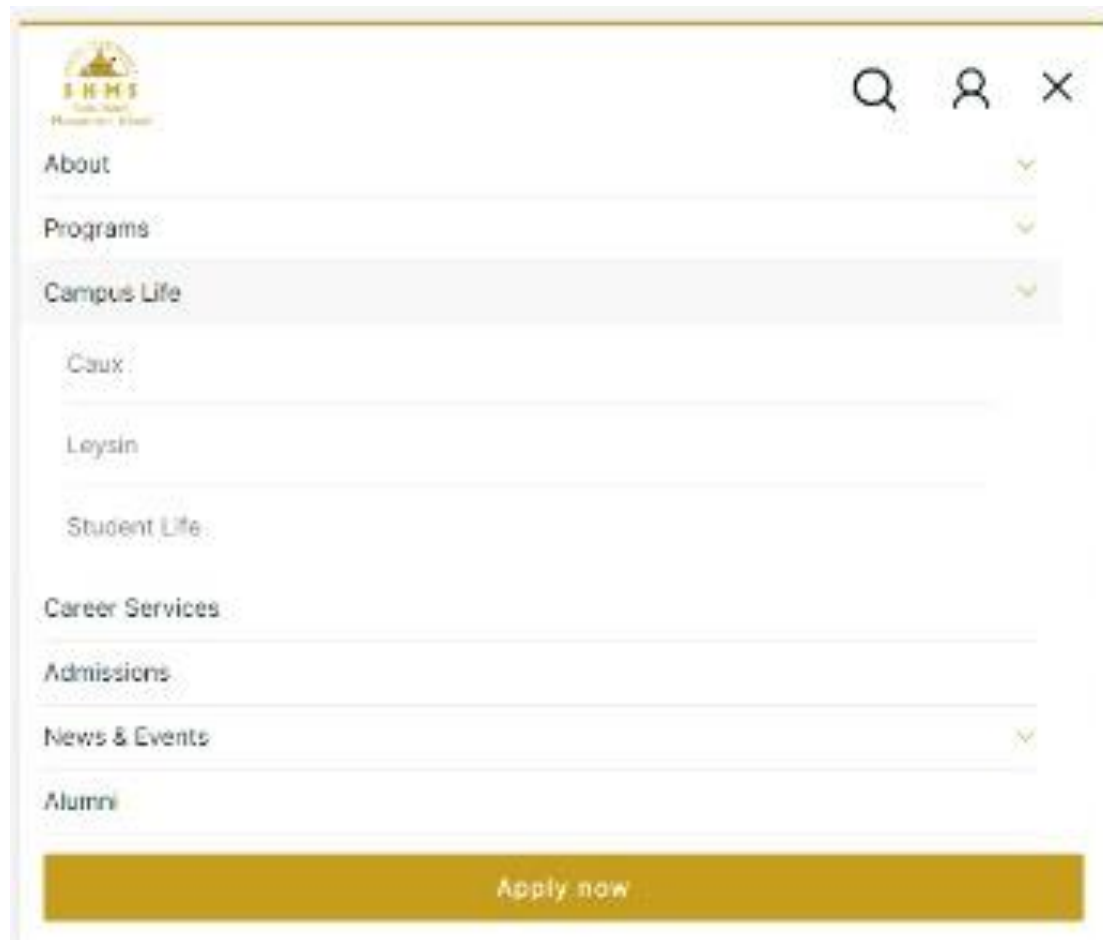 SHMS
About
Programs
Campus Life
Caux
Leysin
Student Life
Career Services
Admissions
News & Events
Alumni
Apply now